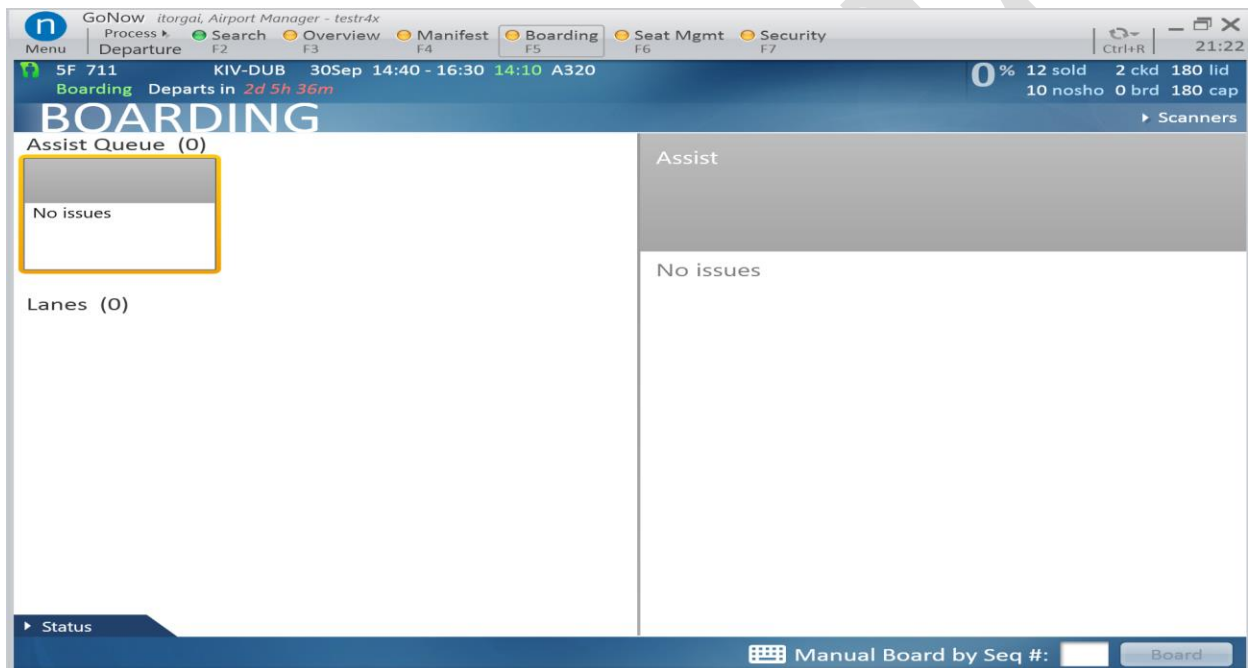 n GoNow itorgai, Airport Manager - testr4x
Menu Process Departure Search F2 Overview F3 Manifest F4 Boarding F5 Seat Mgmt F6 Security F7 Ctrl+R 21:22
5F 711 KIV-DUB 30Sep 14:40 - 16:30 14:10 A320
Boarding Departs in 2d 5h 36m
0% 12 sold 2 ckd 180 lid
10 nosho 0 brd 180 cap
BOARDING
Scanners
Assist Queue (0)
No issues
Lanes (0)
Assist
No issues
Status
Manual Board by Seq #: Board